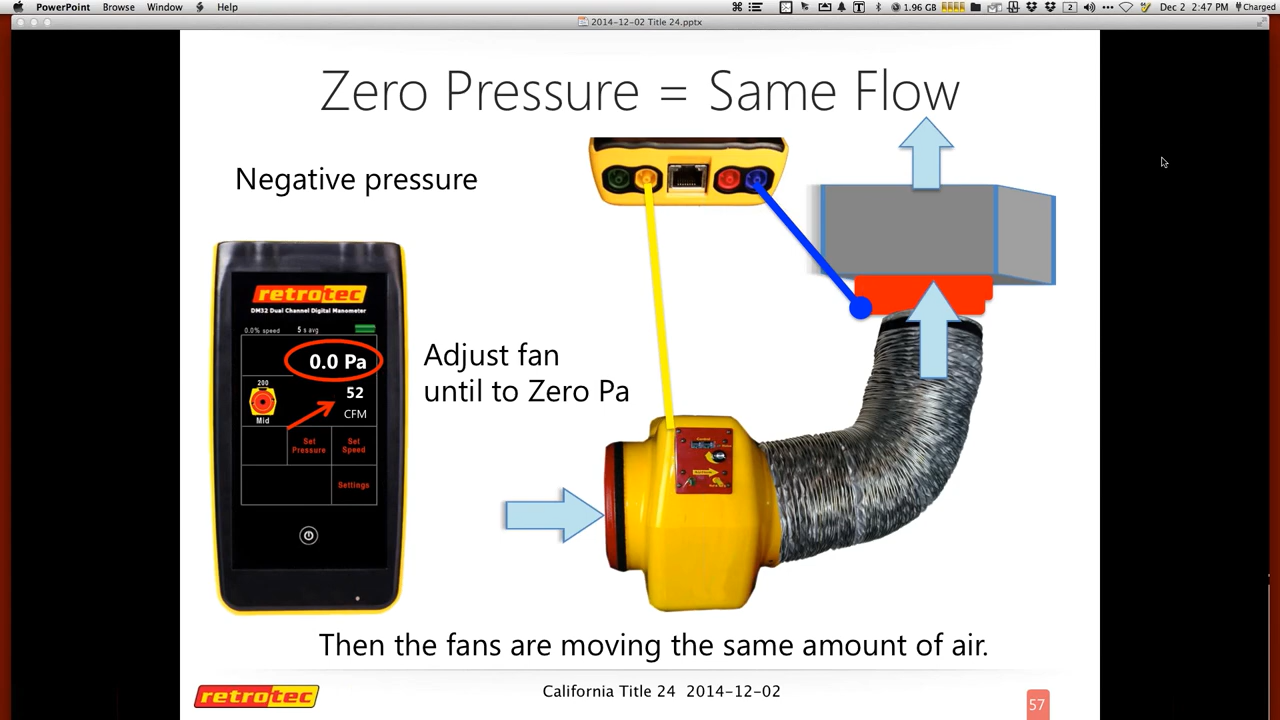 PowerPoint Browse Window Help
1.96 GB
2
Dec 2 2:47 PM
Charged
2014-12-02 Title 24.pptx
Zero Pressure = Same Flow
Negative pressure
retrotec
DM32 Dual Channel Digital Manometer
0.0% speed 5 s avg
0.0 Pa
200
Mid
52
CFM
Set
Pressure
Set
Speed
Settings
Adjust fan
until to Zero Pa
Then the fans are moving the same amount of air.
retrotec
California Title 24 2014-12-02
57